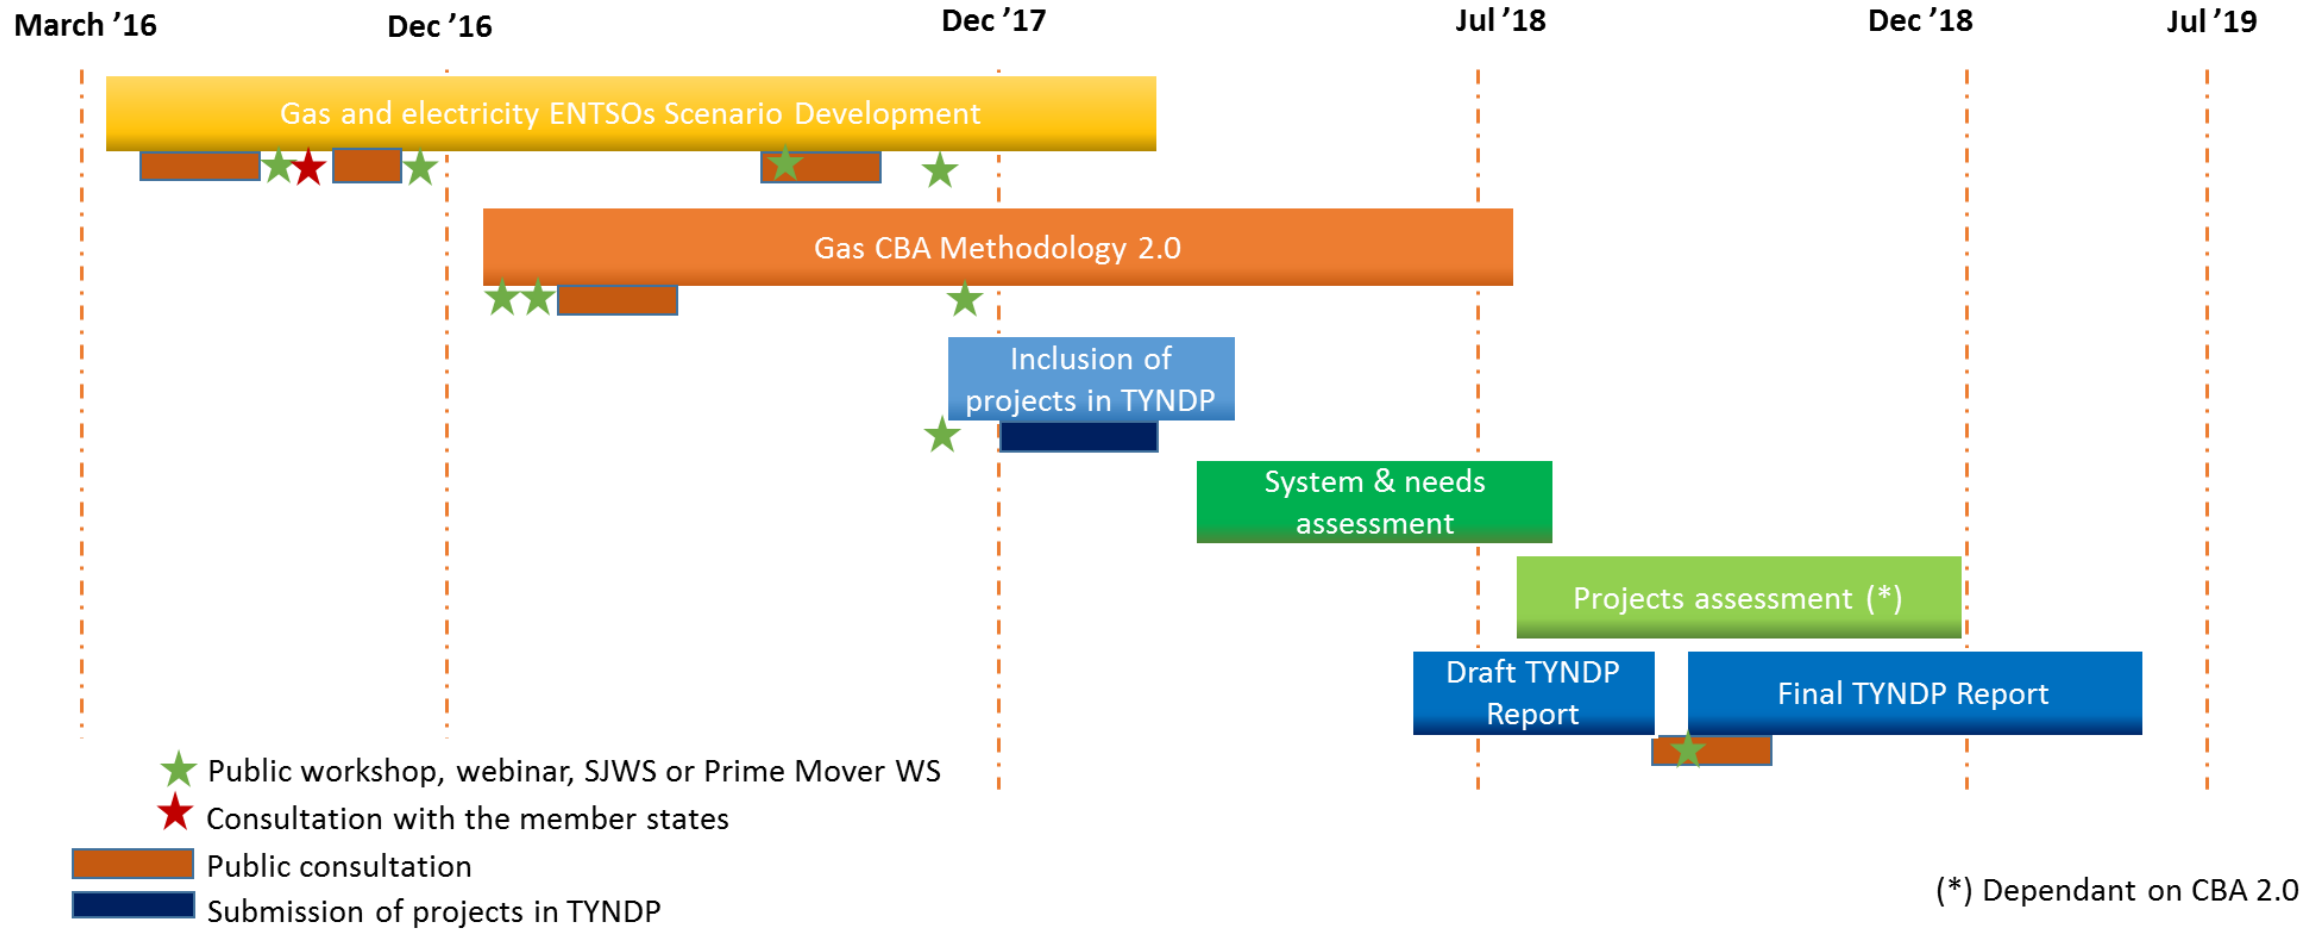 March ’16
Dec ’16
Dec ’17
Jul ’18
Dec ’18
Jul ’19
Gas and electricity ENTSOs Scenario Development
Gas CBA Methodology 2.0
Inclusion of
projects in TYNDP
System & needs
assessment
Projects assessment (*)
Draft TYNDP
Report
Final TYNDP Report
Public workshop, webinar, SJWS or Prime Mover WS
Consultation with the member states
Public consultation
Submission of projects in TYNDP
(*) Dependant on CBA 2.0